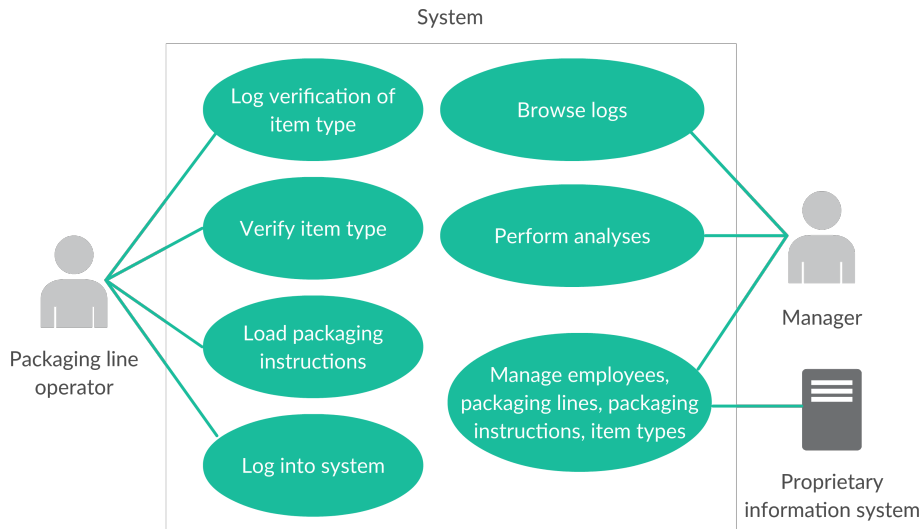 System
Log verification of
item type
Browse logs
Verify item type
Perform analyses
Manager
Packaging line
operator
Load packaging
instructions
Manage employees,
packaging lines, packaging
instructions, item types
Log into system
Proprietary
information system